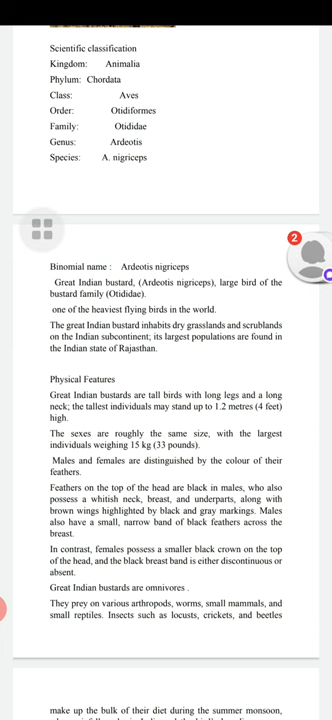 Scientific classification
Kingdom: Animalia
Phylum: Chordata
Class: Aves
Order: Otidiformes
Family: Otididae
Genus: Ardeotis
Species: A. nigriceps
2
Binomial name : Ardeotis nigriceps
Great Indian bustard, (Ardeotis nigriceps), large bird of the
bustard family (Otididae).
one of the heaviest flying birds in the world.
The great Indian bustard inhabits dry grasslands and scrublands
on the Indian subcontinent; its largest populations are found in
the Indian state of Rajasthan.
Physical Features
Great Indian bustards are tall birds with long legs and a long
neck; the tallest individuals may stand up to 1.2 metres (4 feet)
high.
The sexes are roughly the same size, with the largest
individuals weighing 15 kg (33 pounds).
Males and females are distinguished by the colour of their
feathers.
Feathers on the top of the head are black in males, who also
possess a whitish neck, breast, and underparts, along with
brown wings highlighted by black and gray markings. Males
also have a small, narrow band of black feathers across the
breast.
In contrast, females possess a smaller black crown on the top
of the head, and the black breast band is either discontinuous or
absent.
Great Indian bustards are omnivores .
They prey on various arthropods, worms, small mammals, and
small reptiles. Insects such as locusts, crickets, and beetles
make up the bulk of their diet during the summer monsoon,